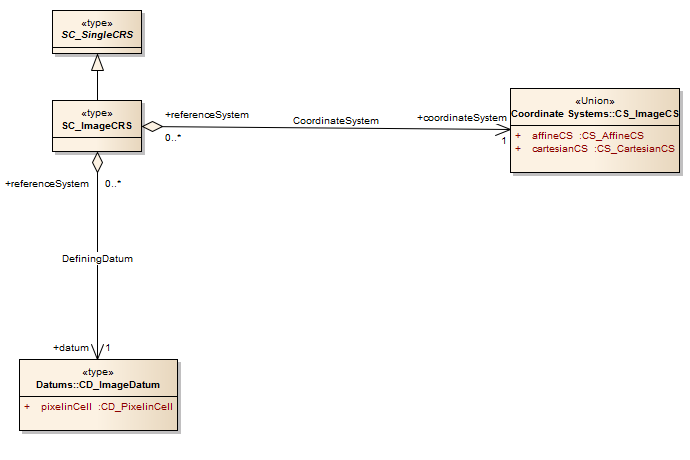 «type»
SC_SingleCRS
«type»
SC_ImageCRS
+referenceSystem
0..*
CoordinateSystem
+coordinateSystem
1
«Union»
Coordinate Systems::CS_ImageCS
+ affineCS :CS_AffineCS
+ cartesianCS :CS_CartesianCS
+referenceSystem 0..*
DefiningDatum
+datum 1
«type»
Datums::CD_ImageDatum
+ pixelinCell :CD_PixelinCell